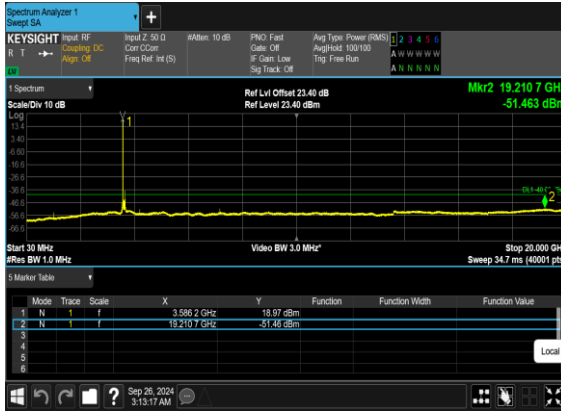 Spectrum Analyzer 1
Swept SA
+
KEYSIGHT Input: RF Input Z: 50 Ω #Atten: 10 dB PNO: Fast Avg Type: Power (RMS) 1 2 3 4 5 6
R T Coupling: DC Corr CCorr Gate: Off Avg|Hold: 100/100 A W W W W W
Align: Off Freq Ref: Int (S) IF Gain: Low Trig: Free Run
Sig Track: Off A N N N N N
1 Spectrum
Ref Lvl Offset 23.40 dB Mkr2 19.210 7 GH
Scale/Div 10 dB Ref Level 23.40 dBm -51.463 dBm
Log
13.4
1
3.40
-6.60
-16.6
-26.6
-36.6
2
-46.6
-56.6
-66.6
Start 30 MHz Video BW 3.0 MHz* Stop 20.000 GH
#Res BW 1.0 MHz Sweep 34.7 ms (40001 pts
5 Marker Table
Mode Trace Scale X Y Function Function Width Function Value
1 N 1 f 3.586 2 GHz 18.97 dBm
2 N 1 f 19.210 7 GHz -51.46 dBm
3
4
5
Local
6
? Sep 26, 2024
3:13:17 AM